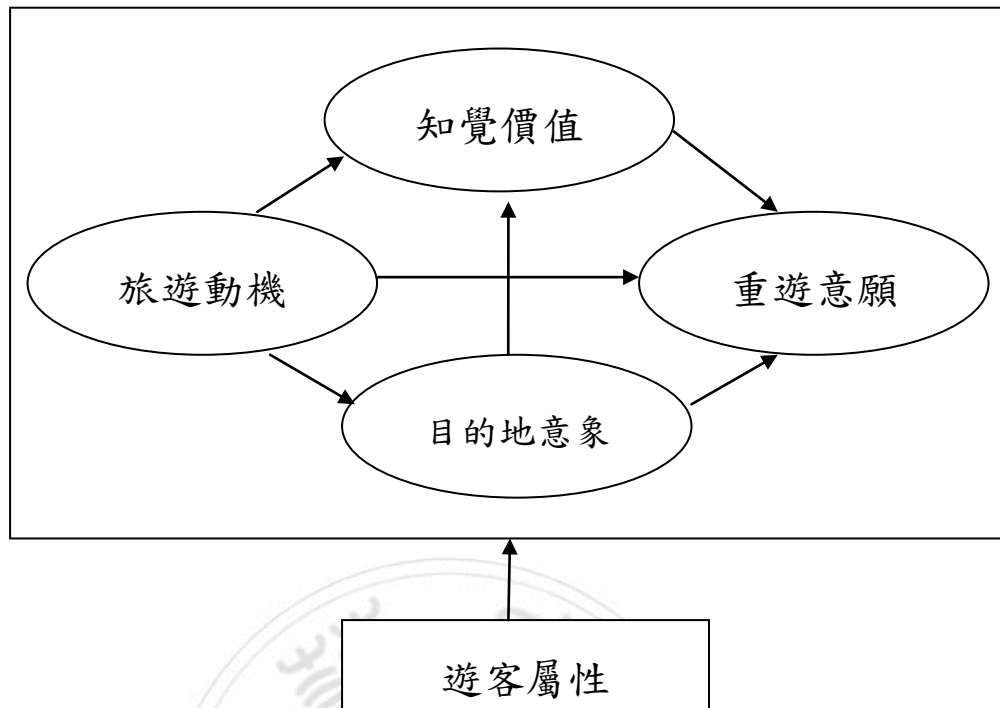 知覺價值
旅遊動機
重遊意願
目的地意象
遊客屬性